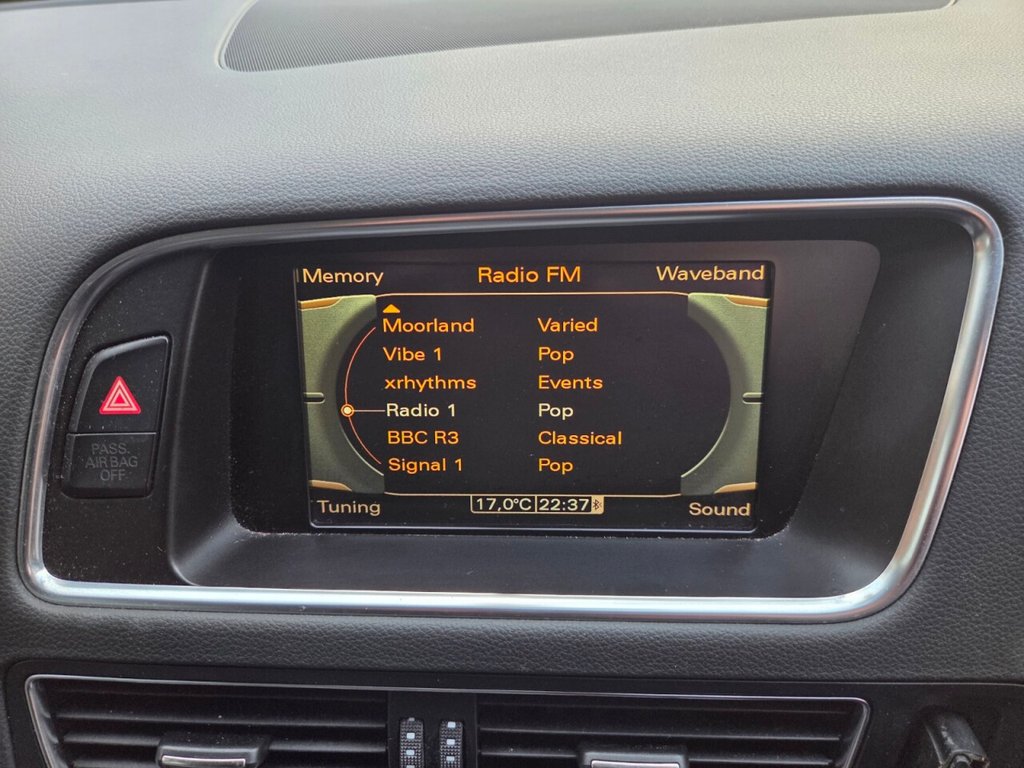 Memory Radio FM Waveband
Moorland Varied
Vibe 1 Pop
xrhythms Events
Radio 1 Pop
BBC R3 Classical
Signal 1 Pop
Tuning 17,0°C 22:37 Sound
PASS.
AIR BAG
OFF